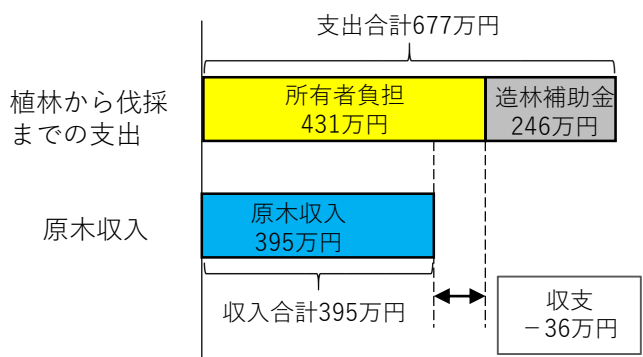 支出合計677万円
植林から伐採
までの支出
所有者負担
431万円
造林補助金
246万円
原木収入
原木収入
395万円
収入合計395万円
収支
－36万円